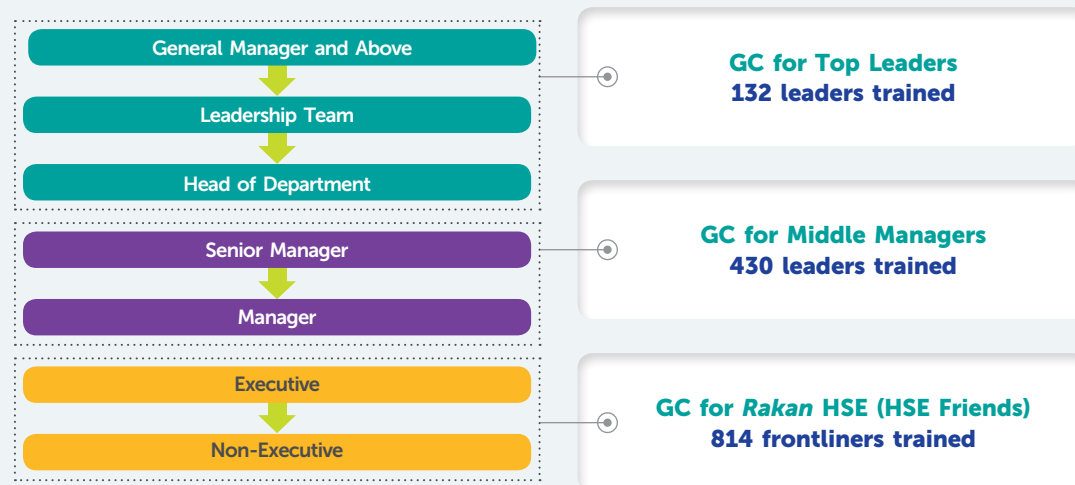 General Manager and Above
Leadership Team
Head of Department
GC for Top Leaders
132 leaders trained
Senior Manager
Manager
GC for Middle Managers
430 leaders trained
Executive
Non-Executive
GC for Rakan HSE (HSE Friends)
814 frontliners trained